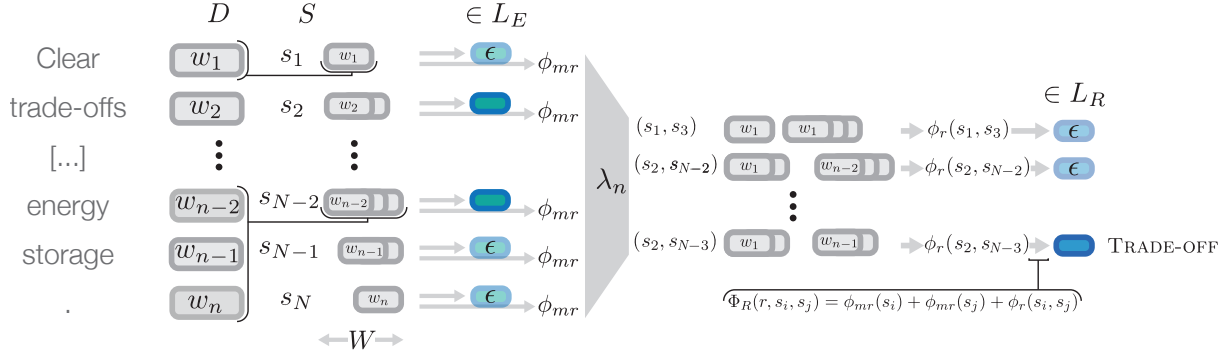 D S ∈ L_E
Clear w_1 s_1 w_1 ϵ ϕ_mr
trade-offs w_2 s_2 w_2 ϕ_mr
[...]
energy w_{n-2} s_{N-2} w_{n-2} ϕ_mr
storage w_{n-1} s_{N-1} w_{n-1} ϵ ϕ_mr
. w_n s_N w_n ϵ ϕ_mr
W
λ_n
∈ L_R
(s_1, s_3) w_1 w_1 ϕ_r(s_1, s_3) ϵ
(s_2, s_{N-2}) w_1 w_{n-2} ϕ_r(s_2, s_{N-2}) ϵ
(s_2, s_{N-3}) w_1 w_{n-1} ϕ_r(s_2, s_{N-3}) TRADE-OFF
Φ_R(r, s_i, s_j) = ϕ_mr(s_i) + ϕ_mr(s_j) + ϕ_r(s_i, s_j)